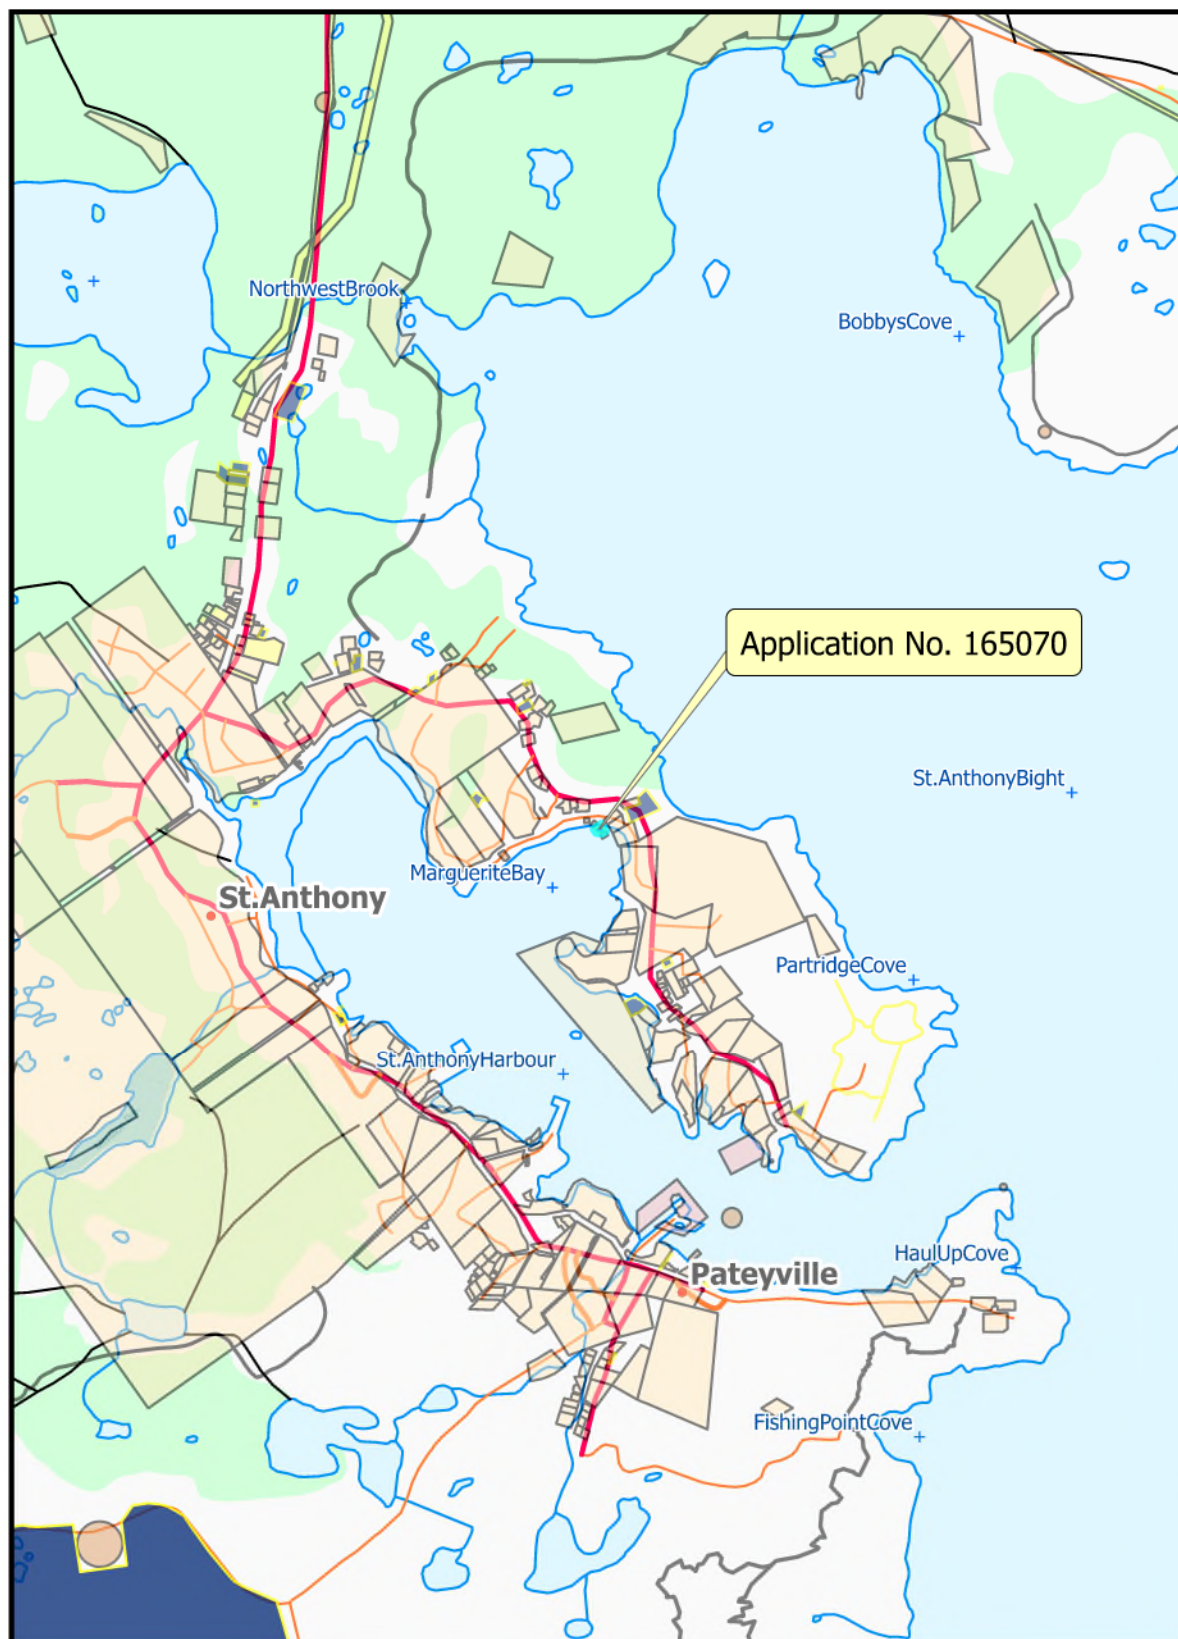 NorthwestBrook
BobbysCove
Application No. 165070
St.AnthonyBight
MargueriteBay
St.Anthony
PartridgeCove
St.AnthonyHarbour
HaulUpCove
Pateyville
FishingPointCove